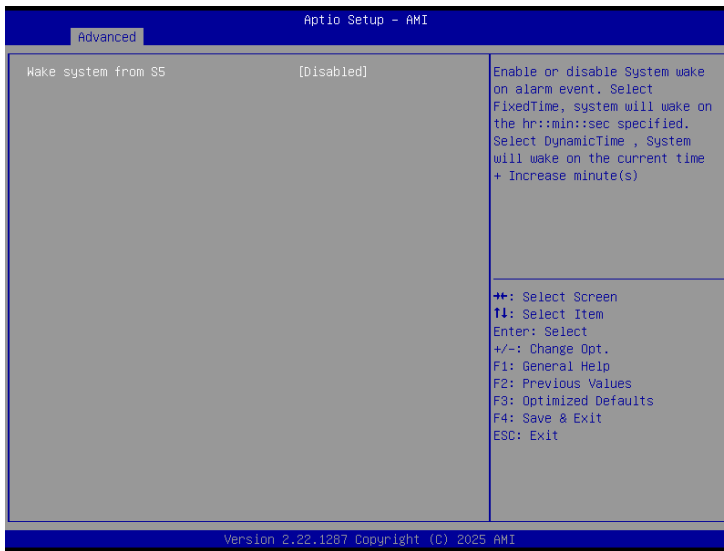 Aptio Setup - AMI
Advanced
Wake system from S5 [Disabled]
Enable or disable System wake
on alarm event. Select
FixedTime, system will wake on
the hr::min::sec specified.
Select DynamicTime , System
will wake on the current time
+ Increase minute(s)
→←: Select Screen
↑↓: Select Item
Enter: Select
+/-: Change Opt.
F1: General Help
F2: Previous Values
F3: Optimized Defaults
F4: Save & Exit
ESC: Exit
Version 2.22.1287 Copyright (C) 2025 AMI